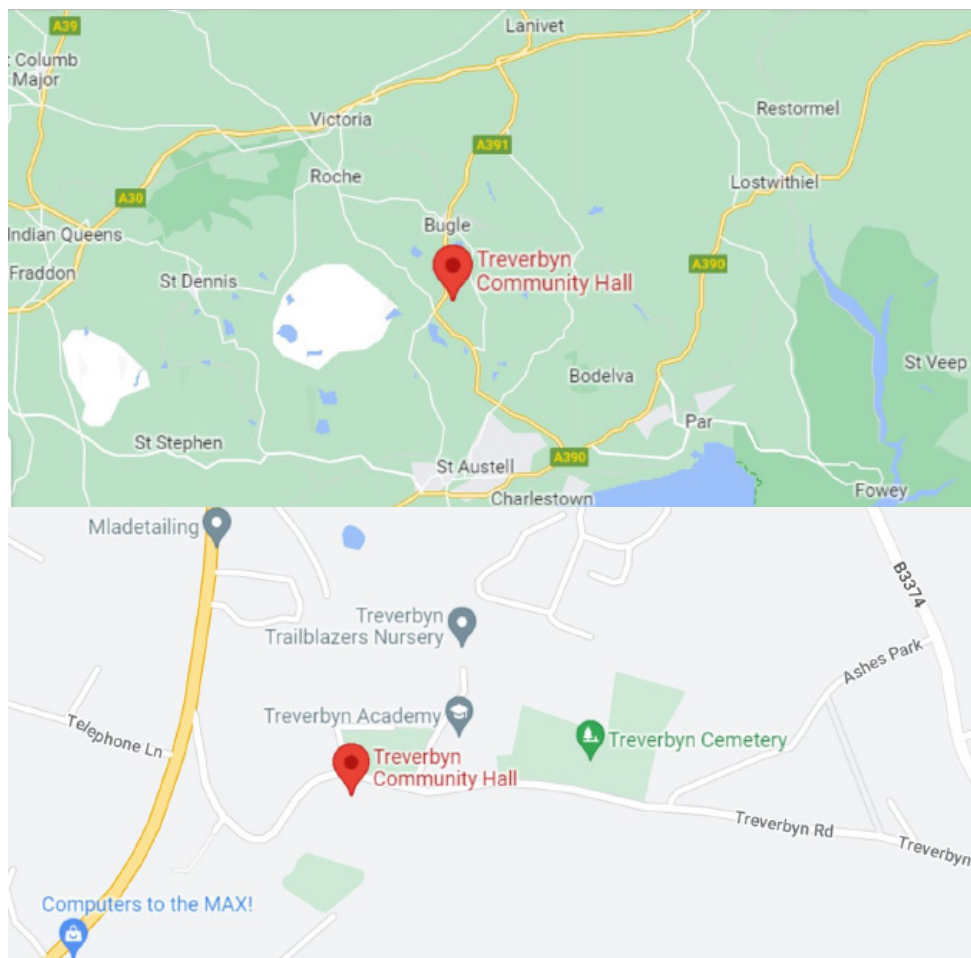 A39
Lanivet
t Columb
Major
Victoria
Restormel
A391
Roche
Lostwithiel
A30
Bugle
Indian Queens
Treverbyn
Community Hall
Fraddon
St Dennis
A390
Bodelva
St Veep
Par
St Stephen
St Austell
A390
Charlestown
Fowey
Mladetailing
B3374
Treverbyn
Trailblazers Nursery
Ashes Park
Treverbyn Academy
Telephone Ln
Treverbyn Cemetery
Treverbyn
Community Hall
Treverbyn Rd
Treverbyn
Computers to the MAX!